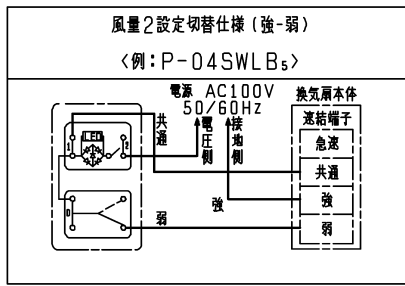 風量2設定切替仕様(強-弱)
〈例:P-04SWLB₅〉
電源 AC100V
50/60Hz
換気扇本体
速結端子
急速
共通
強
弱
共通
電圧側
接地側
LED
1
2
0
強
弱